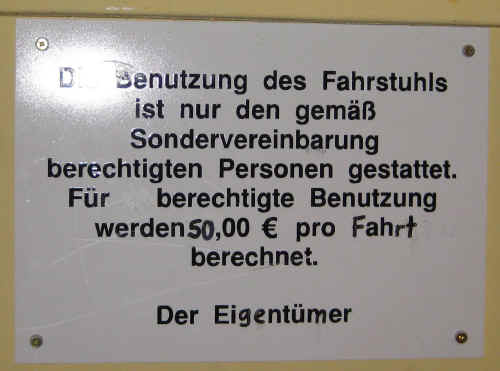 Die Benutzung des Fahrstuhls
ist nur den gemäß
Sondervereinbarung
berechtigten Personen gestattet.
Für berechtigte Benutzung
werden 50,00 € pro Fahrt
berechnet.
Der Eigentümer